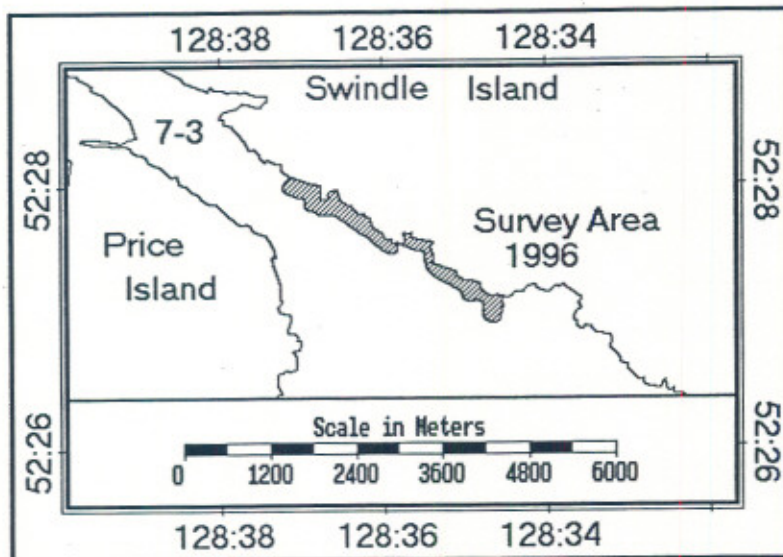 128:38 128:36 128:34
Swindle Island
7-3
52:28 52:28
Survey Area
1996
Price
Island
Scale in Meters
0 1200 2400 3600 4800 6000
52:26 52:26
128:38 128:36 128:34